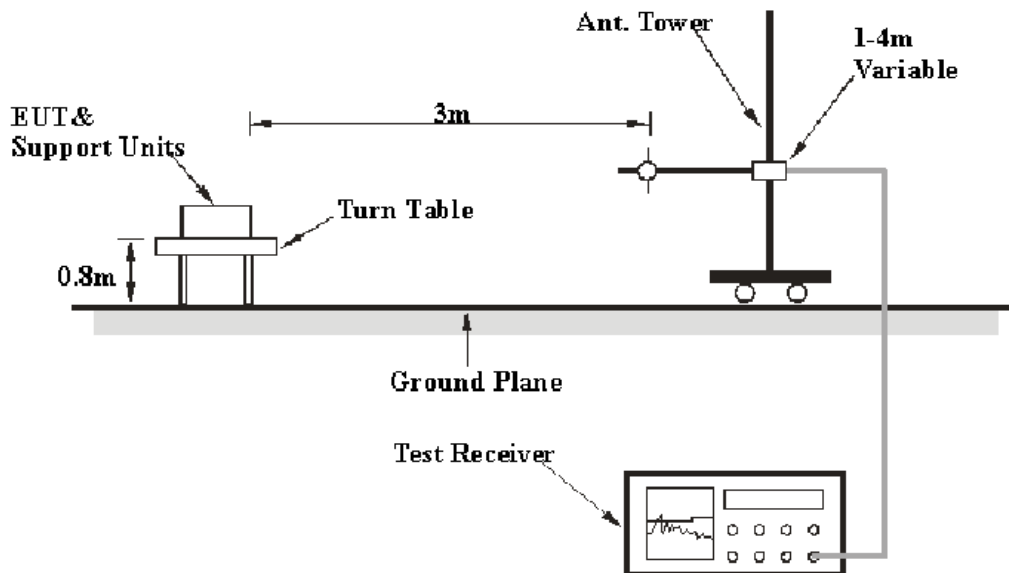 Ant. Tower
1-4m
Variable
EUT&
Support Units
3m
Turn Table
0.8m
Ground Plane
Test Receiver